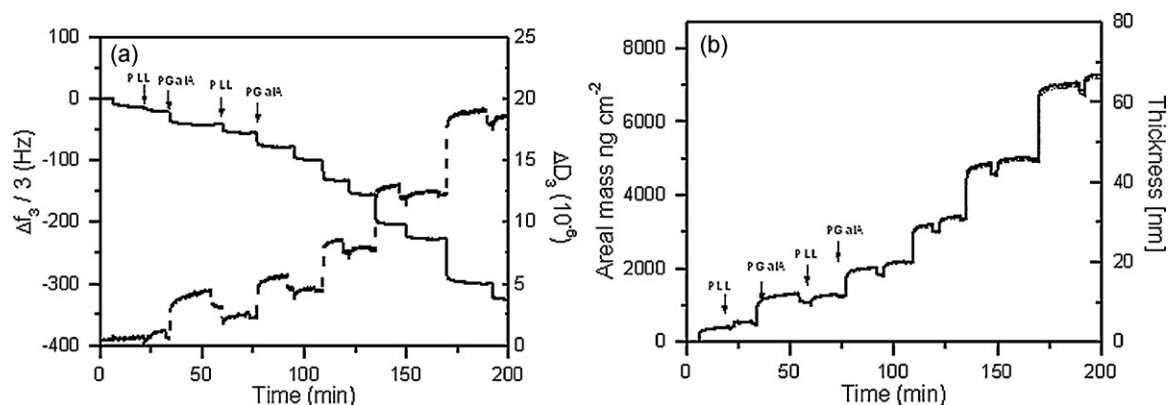 (a)
100
0
-100
-200
-300
-400
Δf3 / 3 (Hz)
PLL
PGalA
PLL
PGalA
25
20
15
10
5
0
ΔD3 (10-6)
0 50 100 150 200
Time (min)
(b)
8000
6000
4000
2000
0
Areal mass ng cm-2
PLL
PGalA
PLL
PGalA
80
60
40
20
0
Thickness [nm]
0 50 100 150 200
Time (min)